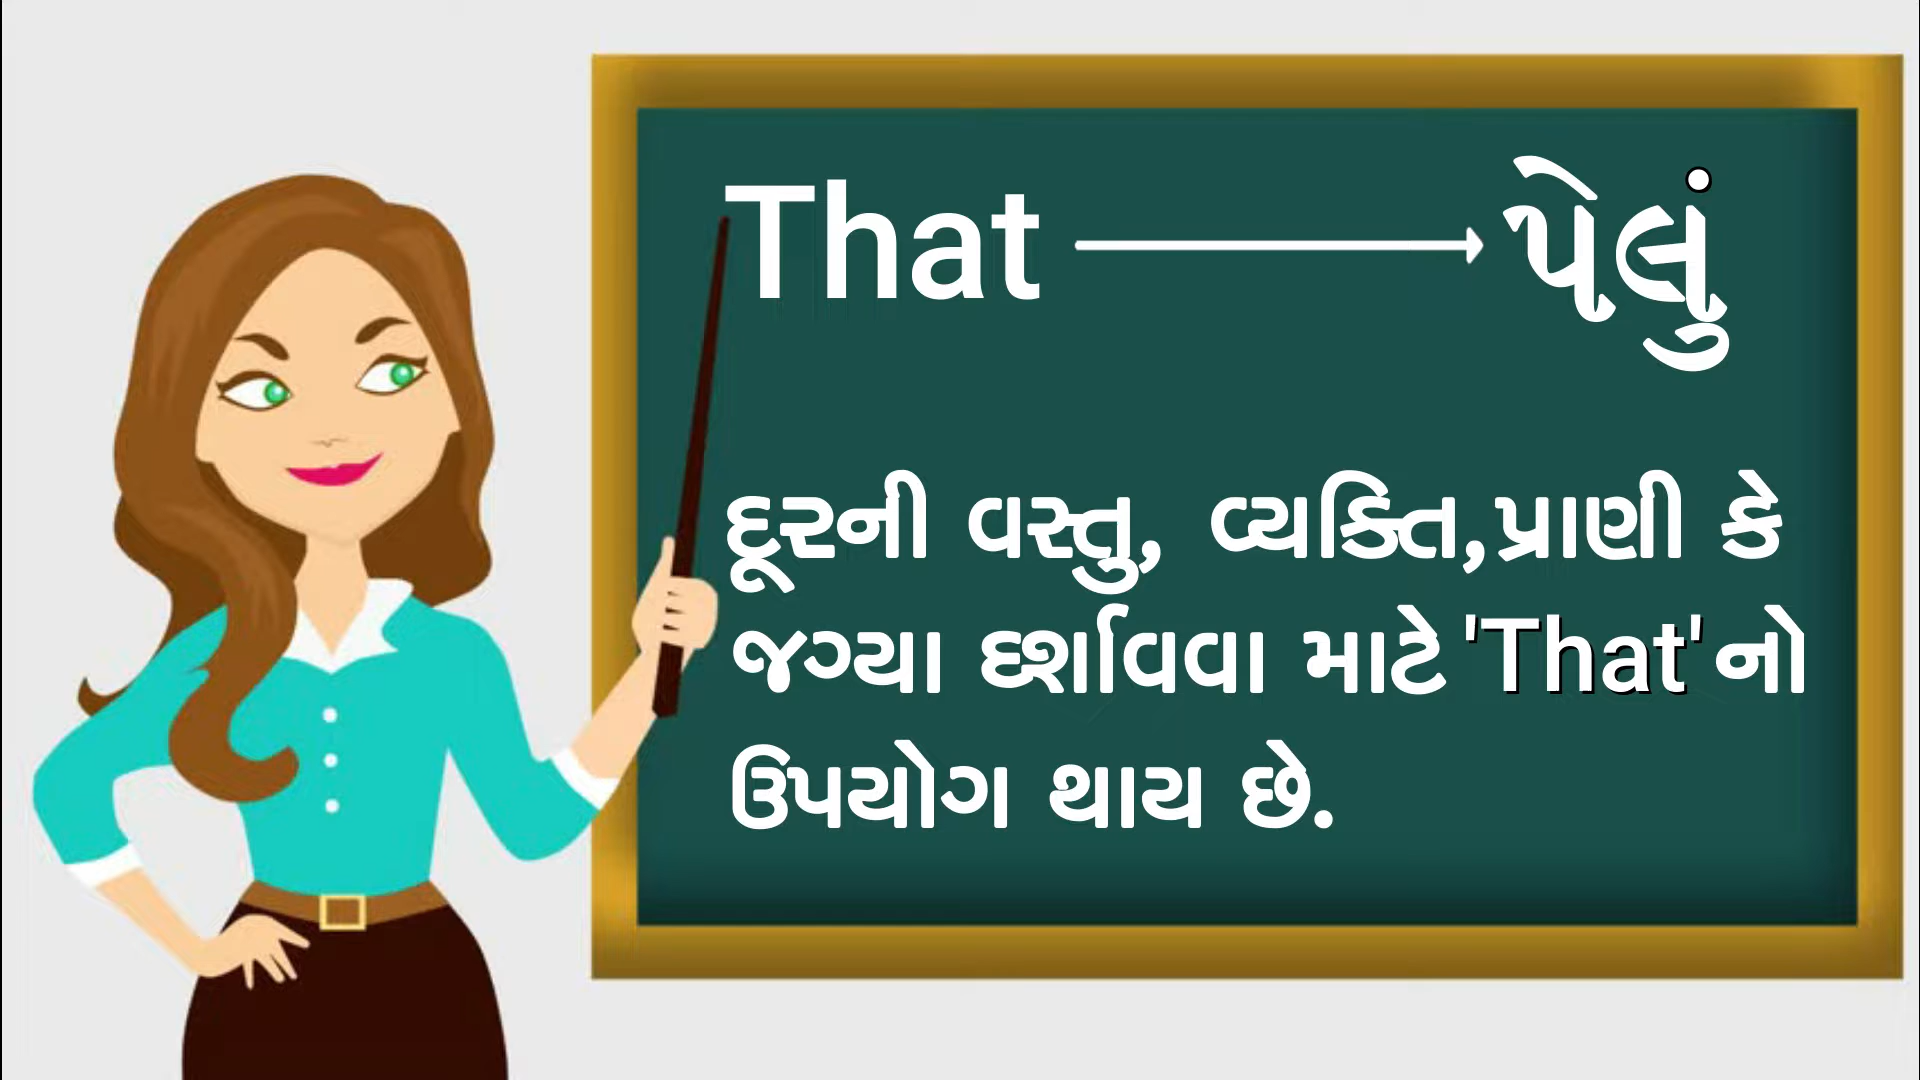 That → પેલું
દૂરની વસ્તુ, વ્યક્તિ,પ્રાણી કે
જગ્યા દર્શાવવા માટે 'That' નો
ઉપયોગ થાય છે.